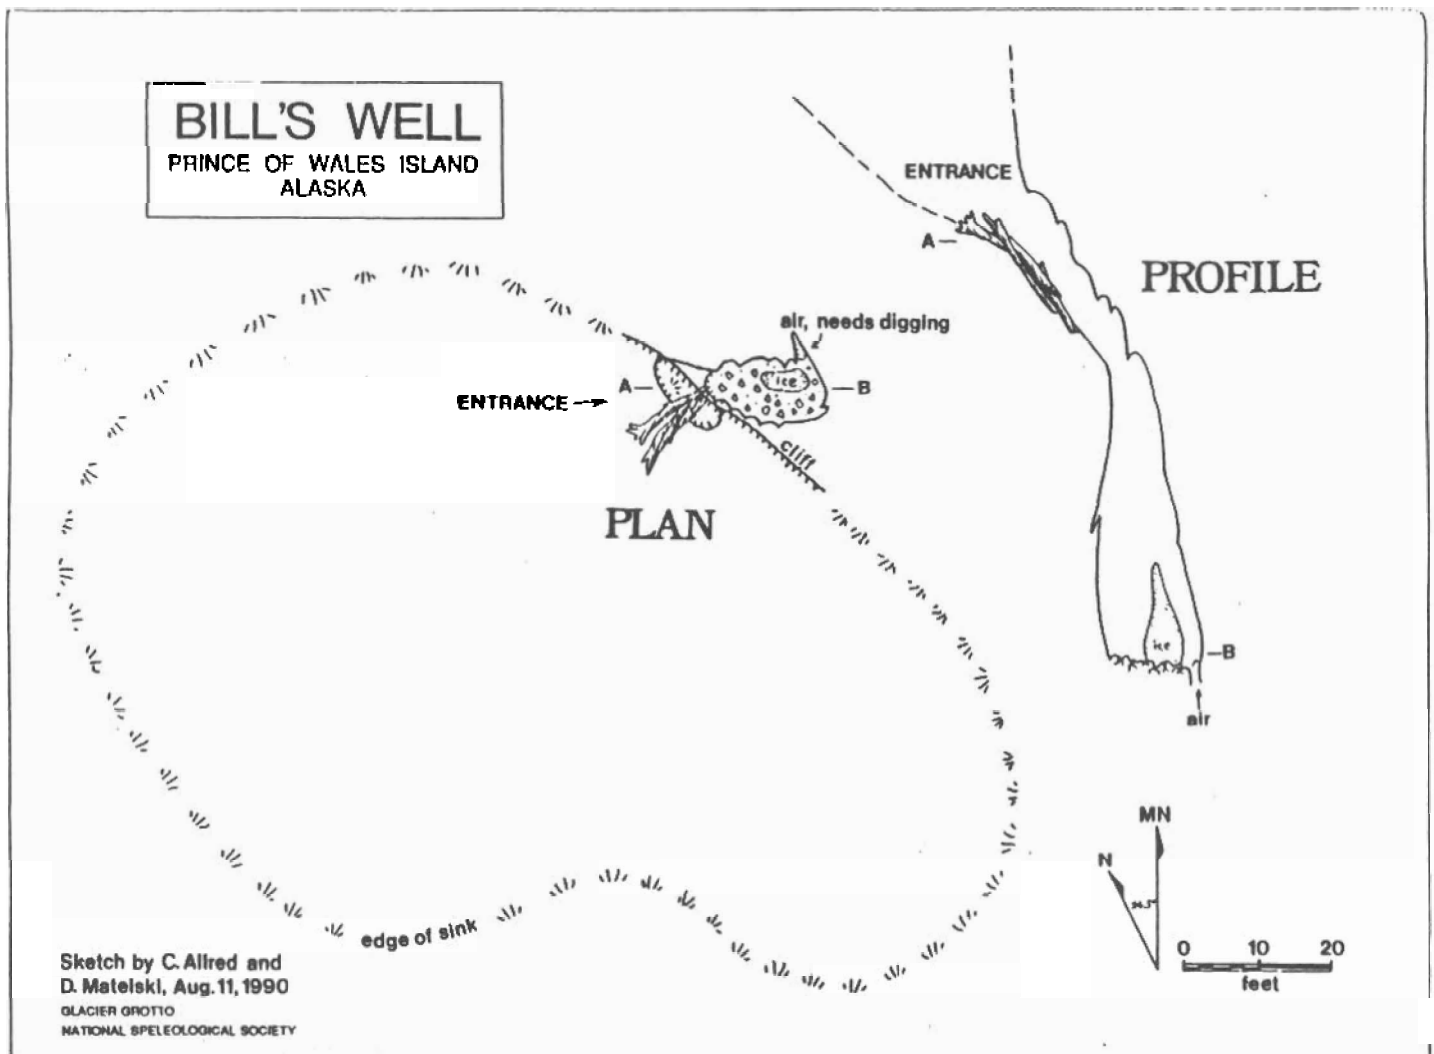 BILL'S WELL
PRINCE OF WALES ISLAND
ALASKA
ENTRANCE
A
PROFILE
air, needs digging
A
ice
B
ENTRANCE
cliff
PLAN
ice
B
air
MN
N
0 10 20
feet
edge of sink
Sketch by C. Allred and
D. Matelski, Aug. 11, 1990
GLACIER GROTTO
NATIONAL SPELEOLOGICAL SOCIETY